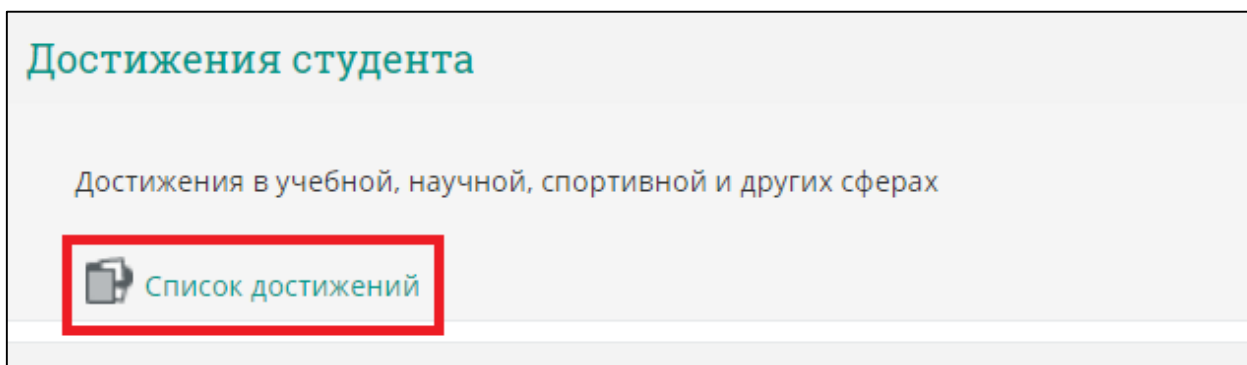 Достижения студента
Достижения в учебной, научной, спортивной и других сферах
Список достижений